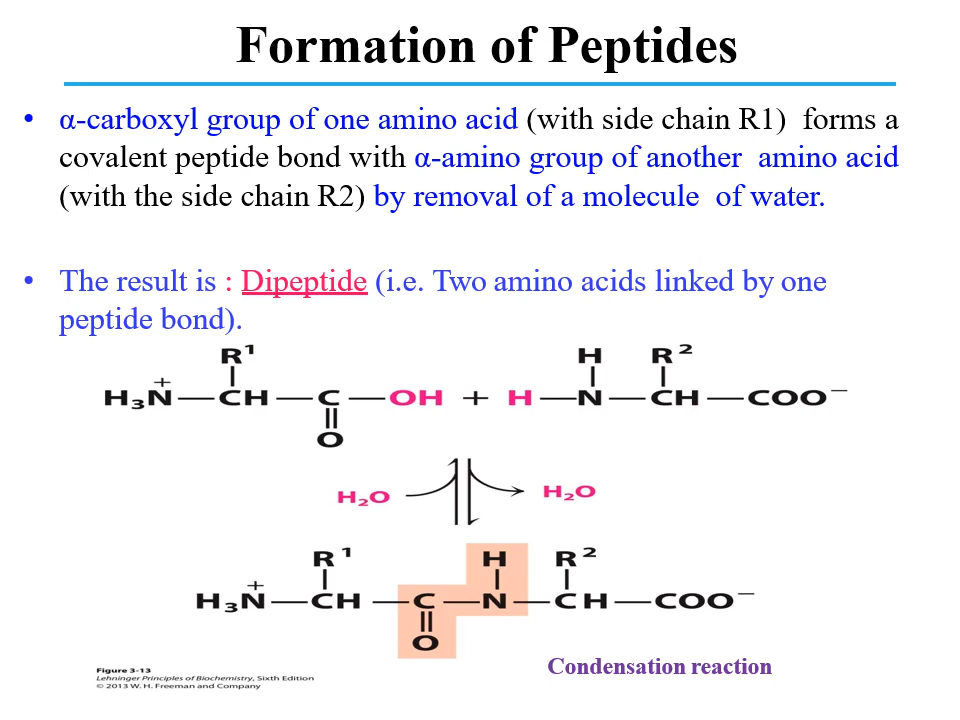 Formation of Peptides
• α-carboxyl group of one amino acid (with side chain R1) forms a
covalent peptide bond with α-amino group of another amino acid
(with the side chain R2) by removal of a molecule of water.
• The result is : Dipeptide (i.e. Two amino acids linked by one
peptide bond).
R¹ H R²
H₃N⁺—CH—C—OH + H—N—CH—COO⁻
O
H₂O H₂O
R¹ H R²
H₃N⁺—CH—C—N—CH—COO⁻
O
Condensation reaction
Figure 3-13
Lehninger Principles of Biochemistry, Sixth Edition
© 2013 W. H. Freeman and Company